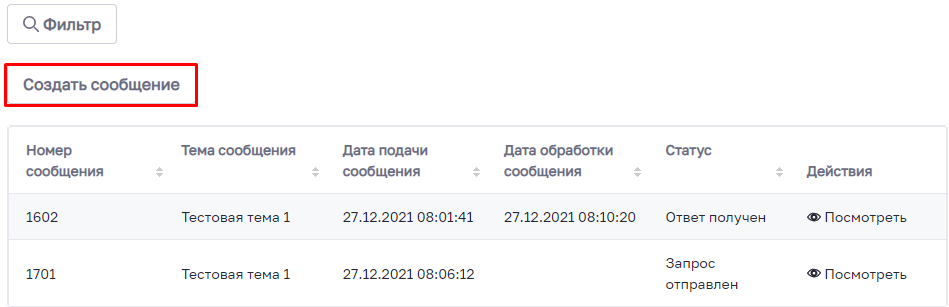 Фильтр
Создать сообщение
Номер сообщения Тема сообщения Дата подачи сообщения Дата обработки сообщения Статус Действия
1602 Тестовая тема 1 27.12.2021 08:01:41 27.12.2021 08:10:20 Ответ получен Посмотреть
1701 Тестовая тема 1 27.12.2021 08:06:12 Запрос отправлен Посмотреть